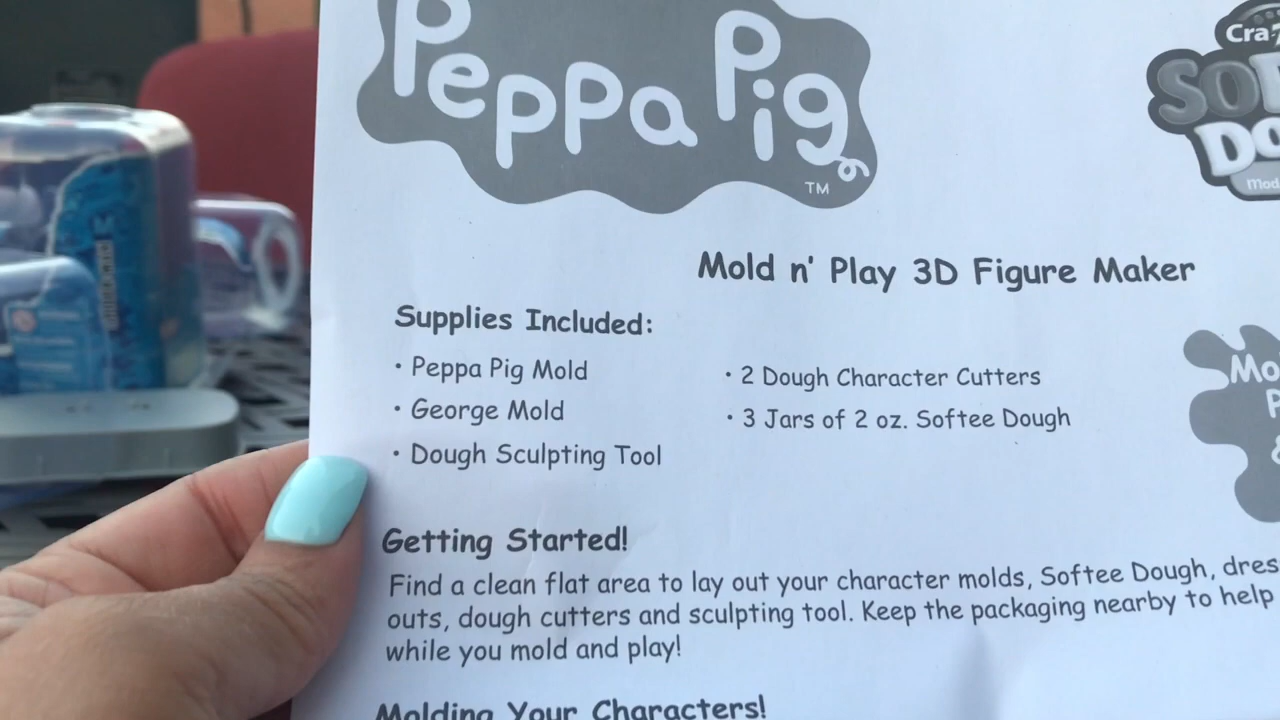 Peppa Pig
TM
Mold n' Play 3D Figure Maker
Supplies Included:
• Peppa Pig Mold
• George Mold
• Dough Sculpting Tool
• 2 Dough Character Cutters
• 3 Jars of 2 oz. Softee Dough
Getting Started!
Find a clean flat area to lay out your character molds, Softee Dough,
outs, dough cutters and sculpting tool. Keep the packaging nearby to help
while you mold and play!
Molding Your Characters!